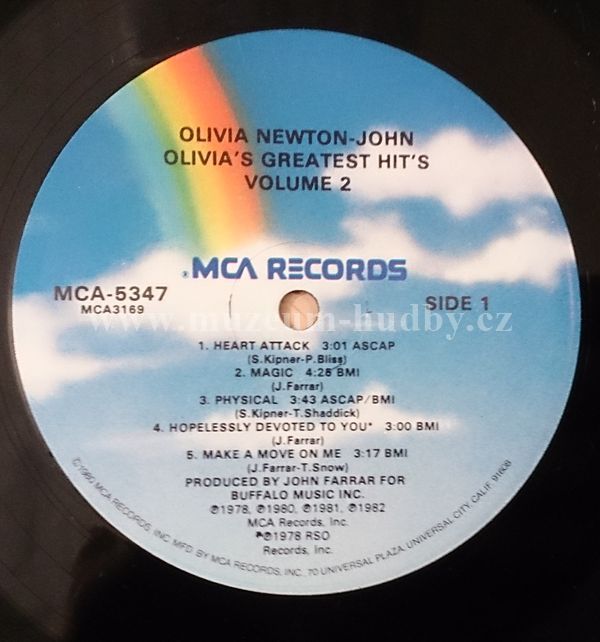 OLIVIA NEWTON-JOHN
OLIVIA'S GREATEST HIT'S
VOLUME 2
® MCA RECORDS
MCA-5347
MCA3169
SIDE 1
www.muzeum-hudby.cz
1. HEART ATTACK 3:01 ASCAP
(S.Kipner-P.Bliss)
2. MAGIC 4:28 BMI
(J.Farrar)
3. PHYSICAL 3:43 ASCAP/BMI
(S.Kipner-T.Shaddick)
4. HOPELESSLY DEVOTED TO YOU* 3:00 BMI
(J.Farrar)
5. MAKE A MOVE ON ME 3:17 BMI
(J.Farrar-T.Snow)
PRODUCED BY JOHN FARRAR FOR
BUFFALO MUSIC INC.
℗1978, ℗1980, ℗1981, ℗1982
MCA Records, Inc.
*℗1978 RSO
Records, Inc.
©1980 MCA RECORDS, INC. MFD. BY MCA RECORDS, INC., 70 UNIVERSAL PLAZA, UNIVERSAL CITY, CALIF. 91608